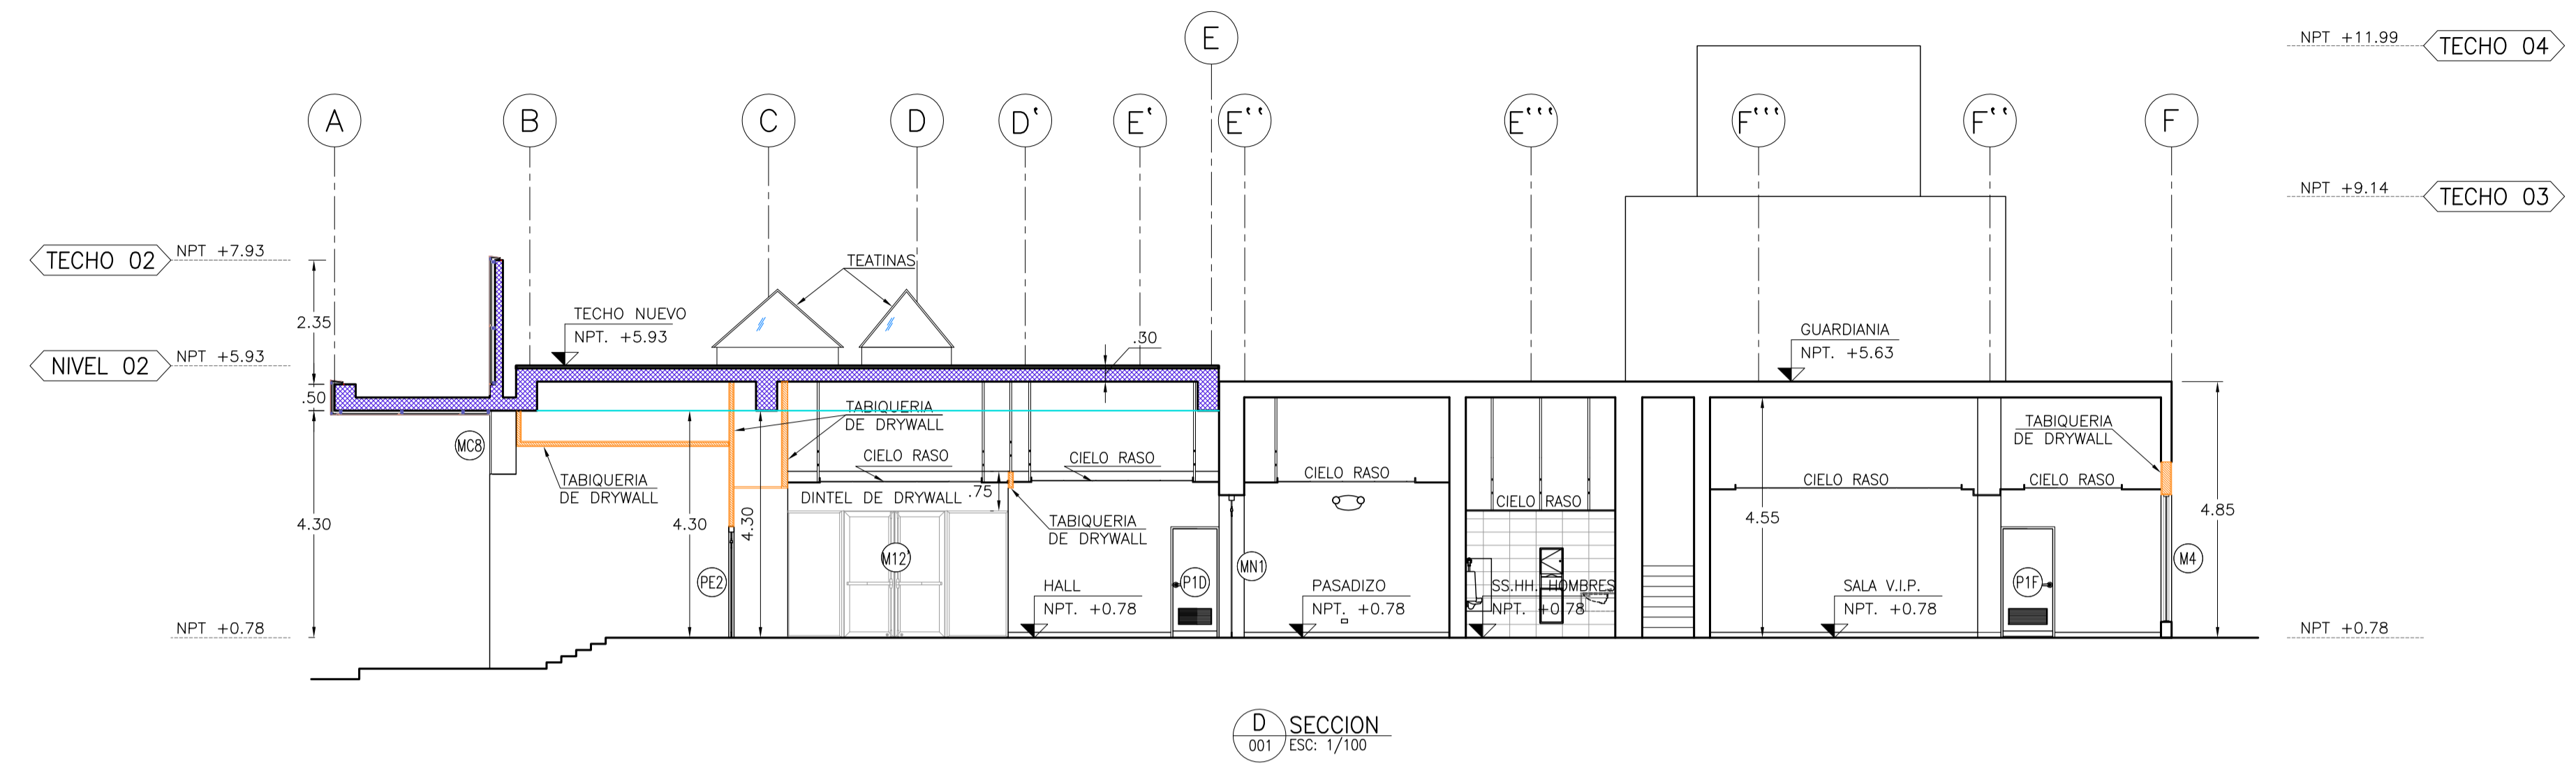 E
NPT +11.99
TECHO 04
A
B
C
D
D'
E'
E''
E'''
F'''
F''
F
NPT +9.14
TECHO 03
TECHO 02
NPT +7.93
TEATINAS
2.35
TECHO NUEVO
NPT. +5.93
.30
GUARDIANIA
NPT. +5.63
NIVEL 02
NPT +5.93
.50
TABIQUERIA
DE DRYWALL
TABIQUERIA
DE DRYWALL
MC8
CIELO RASO
CIELO RASO
CIELO RASO
CIELO RASO
CIELO RASO
CIELO RASO
TABIQUERIA
DE DRYWALL
DINTEL DE DRYWALL
.75
4.30
4.30
4.30
TABIQUERIA
DE DRYWALL
4.55
4.85
M12'
PE2
P1D
MN1
P1F
M4
HALL
NPT. +0.78
PASADIZO
NPT. +0.78
SS.HH. HOMBRES
NPT. +0.78
SALA V.I.P.
NPT. +0.78
NPT +0.78
NPT +0.78
D
001
SECCION
ESC: 1/100